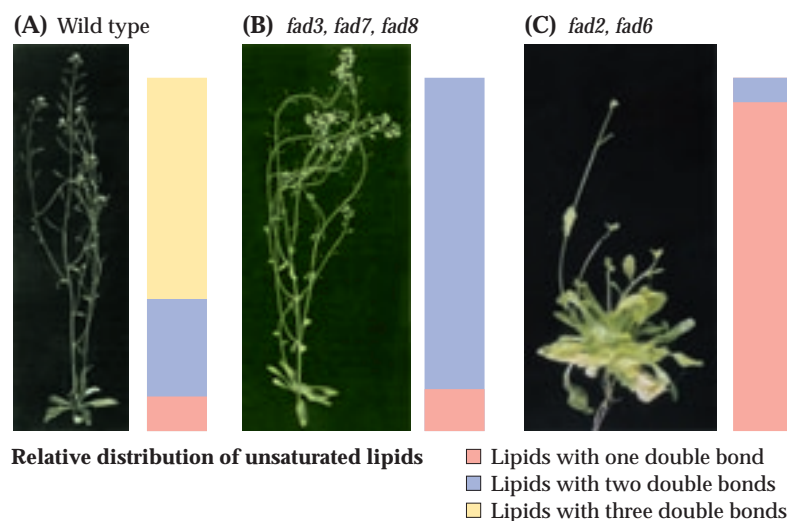 (A) Wild type
(B) fad3, fad7, fad8
(C) fad2, fad6
Relative distribution of unsaturated lipids
Lipids with one double bond
Lipids with two double bonds
Lipids with three double bonds